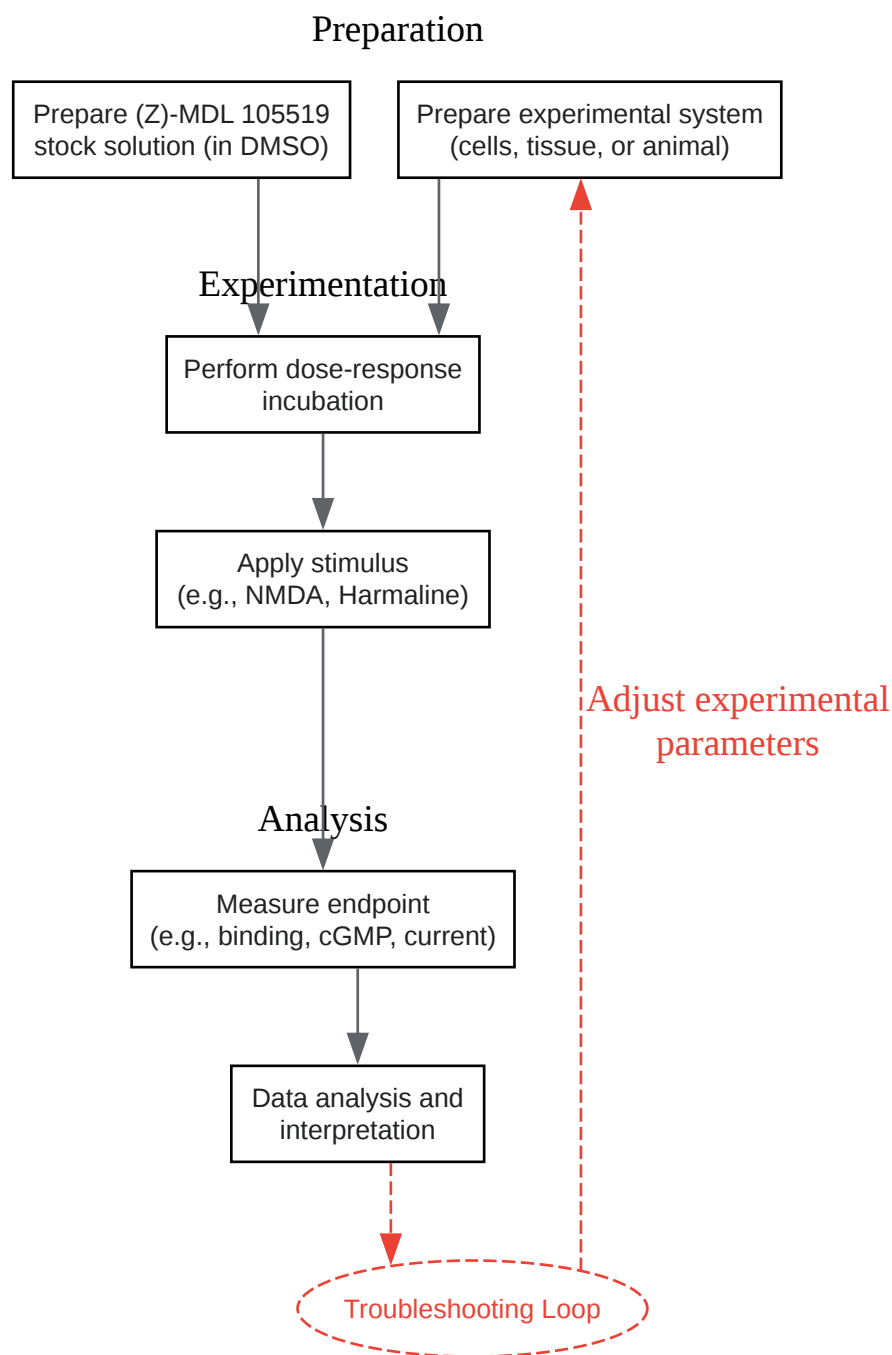 Preparation
Prepare (Z)-MDL 105519
stock solution (in DMSO)
Prepare experimental system
(cells, tissue, or animal)
Experimentation
Perform dose-response
incubation
Apply stimulus
(e.g., NMDA, Harmaline)
Adjust experimental
parameters
Analysis
Measure endpoint
(e.g., binding, cGMP, current)
Data analysis and
interpretation
Troubleshooting Loop